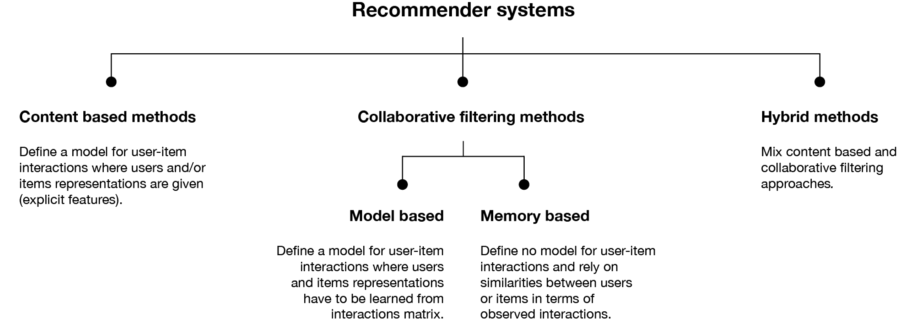 Recommender systems
Content based methods
Define a model for user-item
interactions where users and/or
items representations are given
(explicit features).
Collaborative filtering methods
Model based
Define a model for user-item
interactions where users
and items representations
have to be learned from
interactions matrix.
Memory based
Define no model for user-item
interactions and rely on
similarities between users
or items in terms of
observed interactions.
Hybrid methods
Mix content based and
collaborative filtering
approaches.